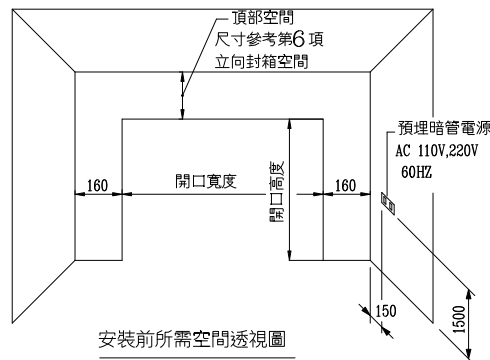 頂部空間
尺寸參考第6項
立向封箱空間
預埋暗管電源
AC 110V,220V
60HZ
160
開口寬度
開口高度
160
150
1500
安裝前所需空間透視圖